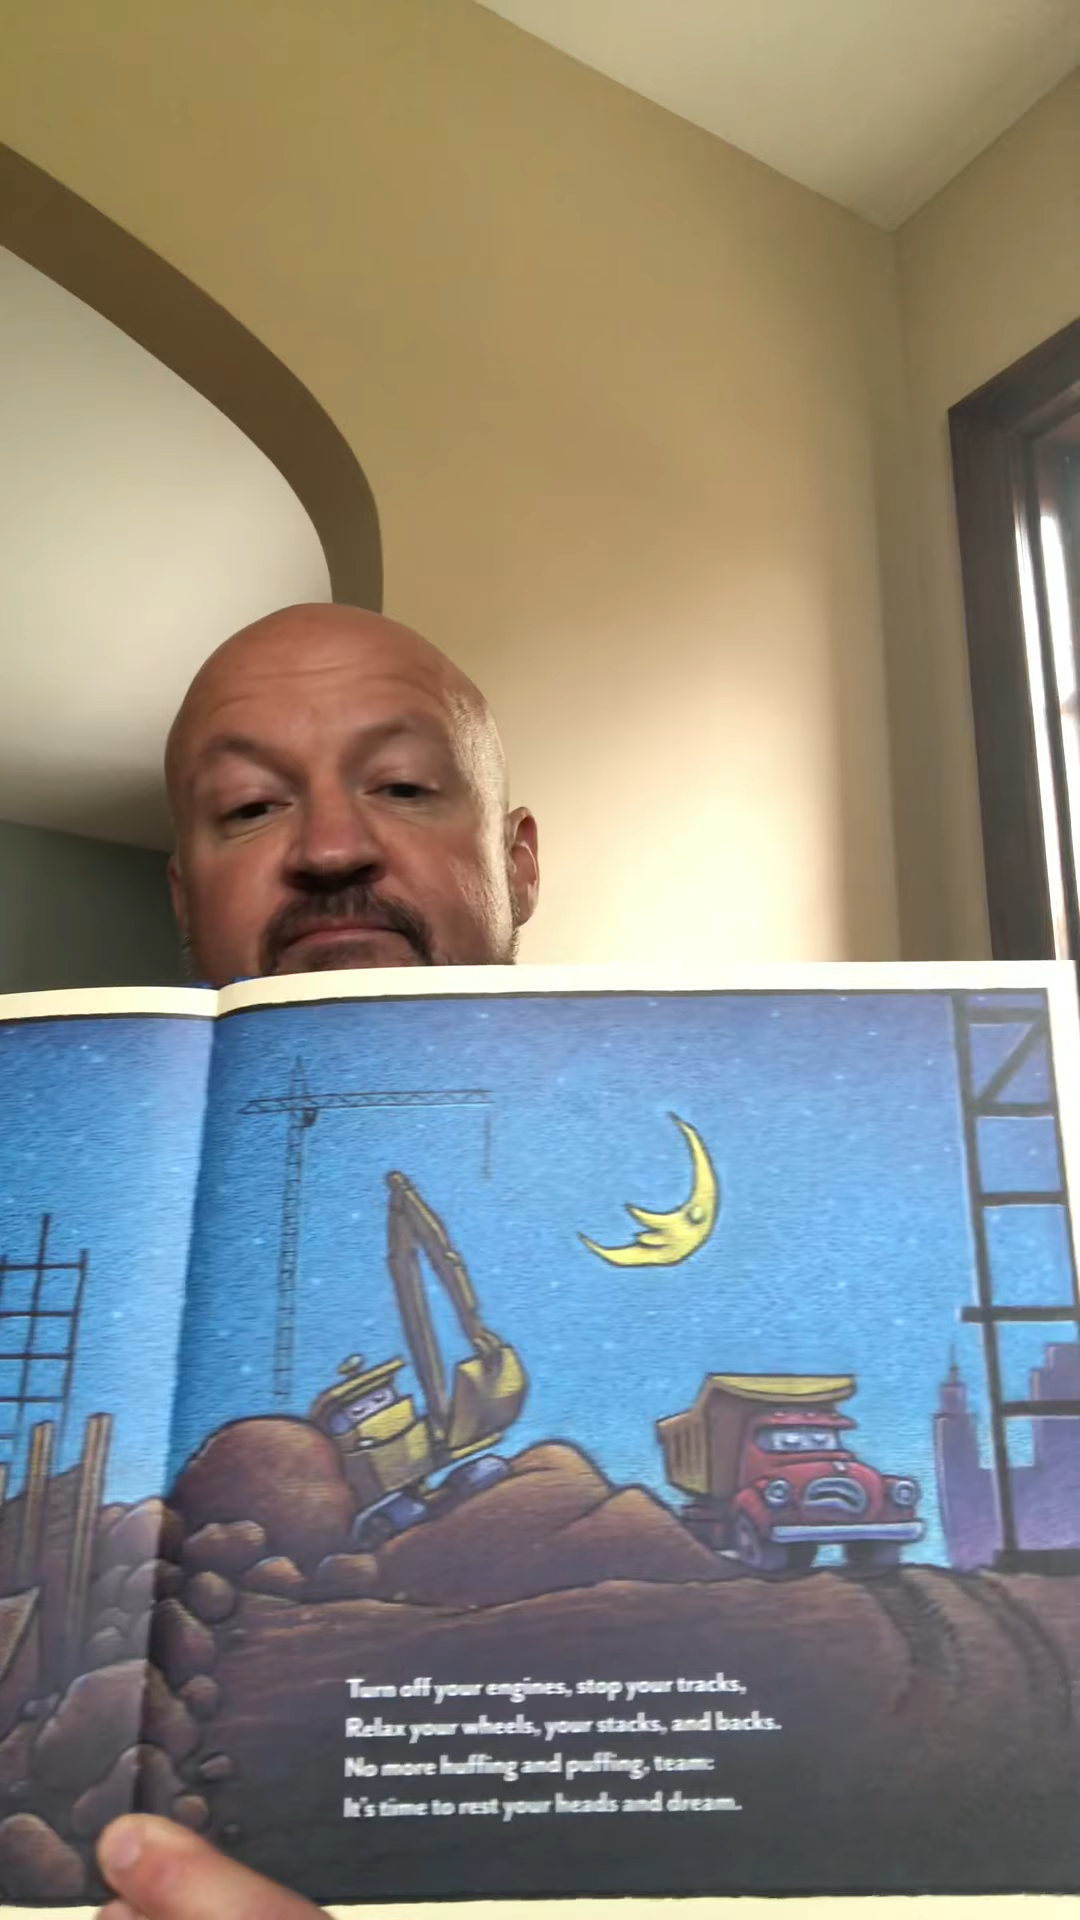 Turn off your engines, stop your tracks,
Relax your wheels, your stacks, and backs.
No more huffing and puffing, team:
It's time to rest your heads and dream.